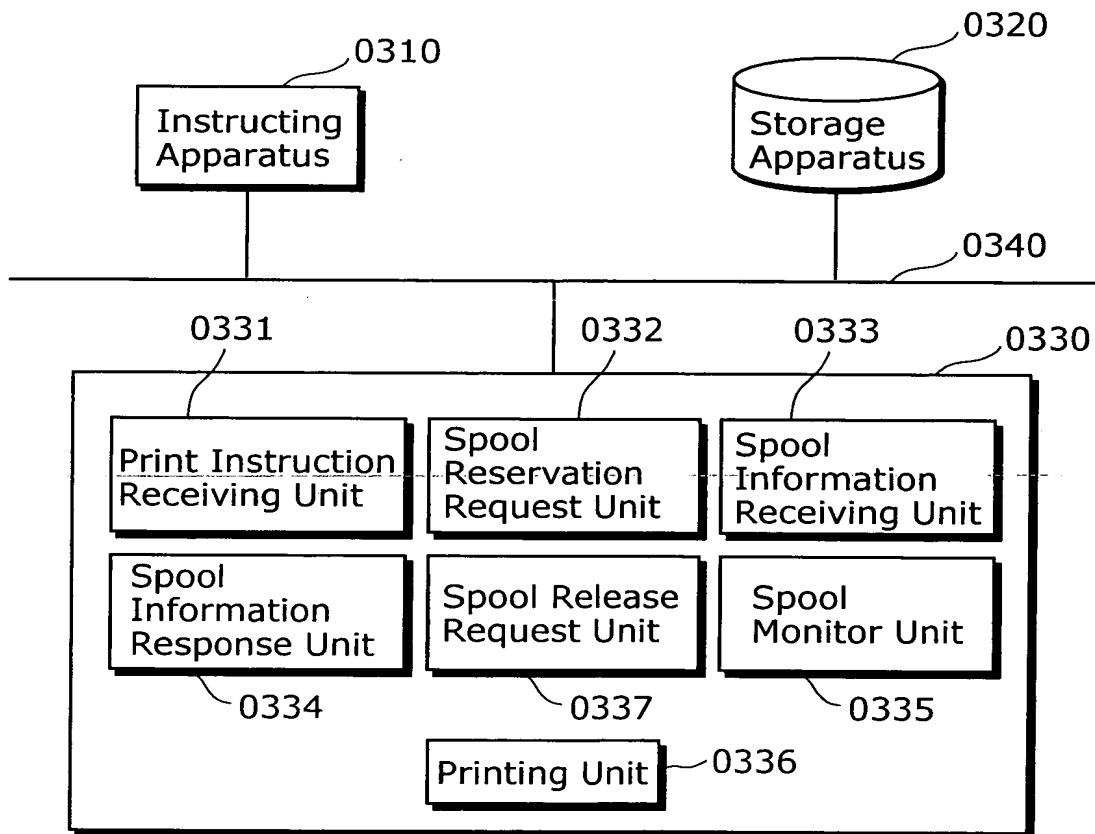 0310
0320
Instructing
Apparatus
Storage
Apparatus
0340
0331
0332
0333
0330
Print Instruction
Receiving Unit
Spool
Reservation
Request Unit
Spool
Information
Receiving Unit
Spool
Information
Response Unit
Spool Release
Request Unit
Spool
Monitor Unit
0334
0337
0335
Printing Unit
0336